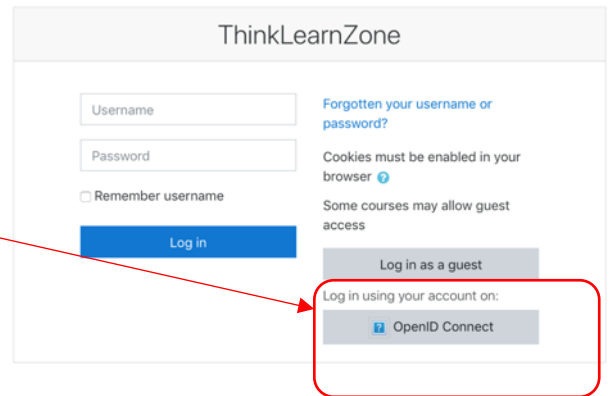 ThinkLearnZone
Username
Password
Remember username
Log in
Forgotten your username or
password?
Cookies must be enabled in your
browser
Some courses may allow guest
access
Log in as a guest
Log in using your account on:
OpenID Connect